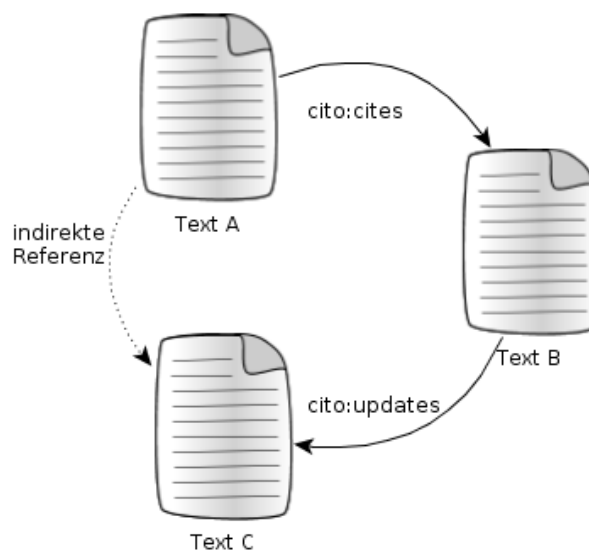 cito:cites
Text A
indirekte
Referenz
Text B
cito:updates
Text C